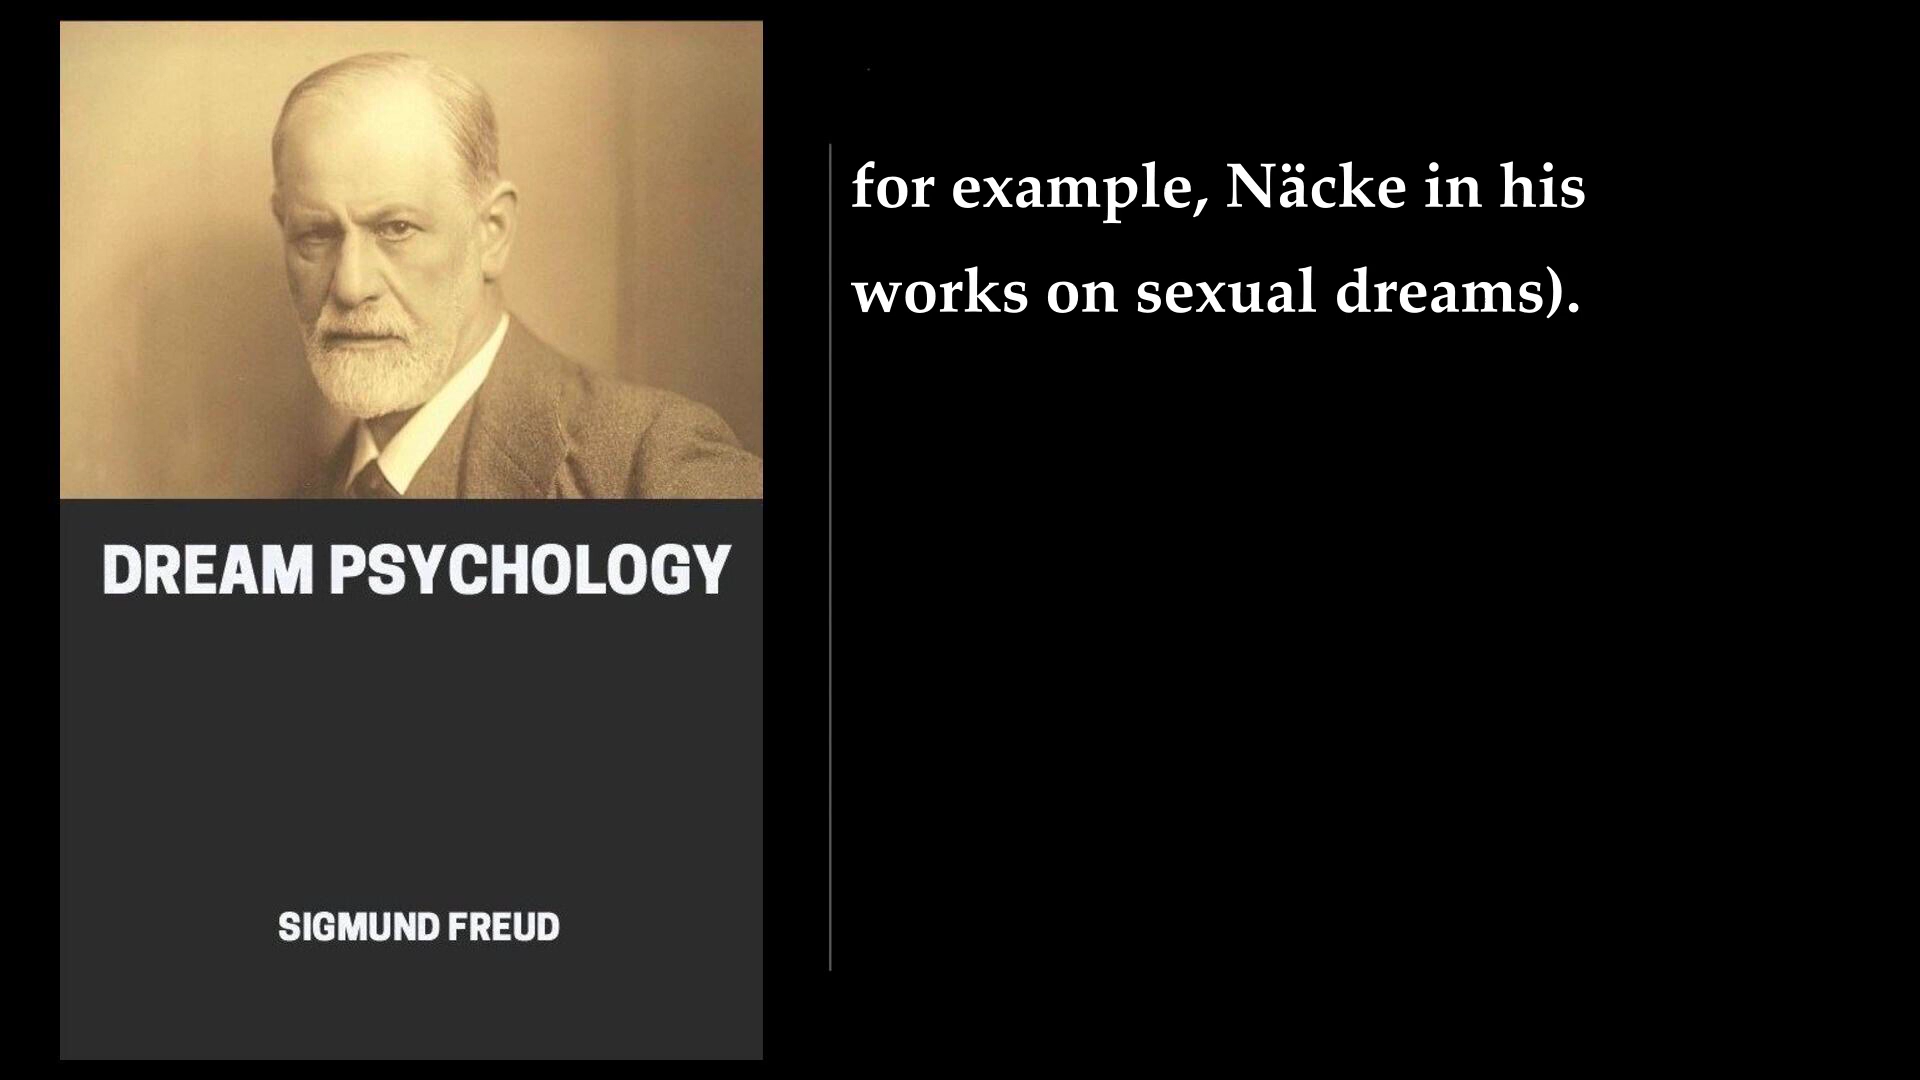 DREAM PSYCHOLOGY
SIGMUND FREUD
for example, Näcke in his
works on sexual dreams).